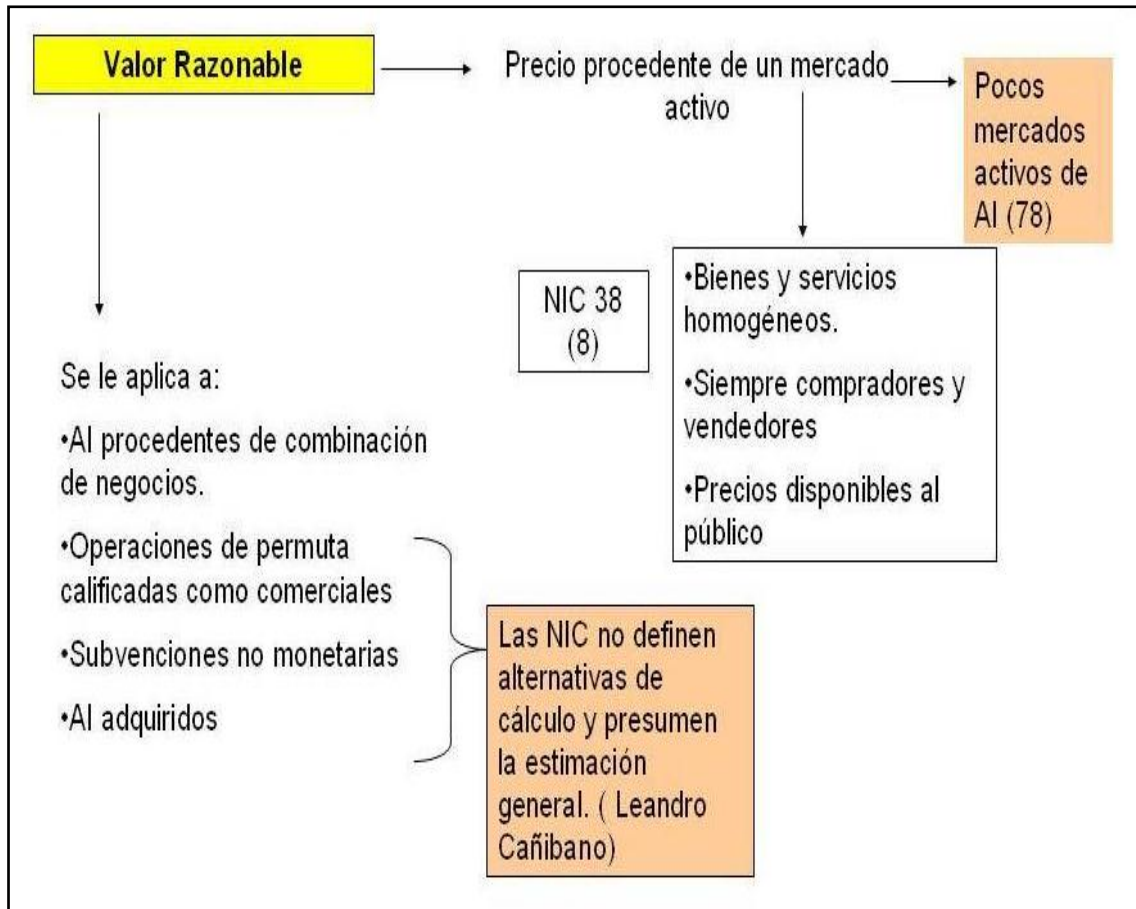 Valor Razonable
Precio procedente de un mercado
activo
Pocos
mercados
activos de
AI (78)
NIC 38
(8)
•Bienes y servicios
homogéneos.
•Siempre compradores y
vendedores
•Precios disponibles al
público
Se le aplica a:
•AI procedentes de combinación
de negocios.
•Operaciones de permuta
calificadas como comerciales
•Subvenciones no monetarias
•AI adquiridos
Las NIC no definen
alternativas de
cálculo y presumen
la estimación
general. ( Leandro
Cañibano)